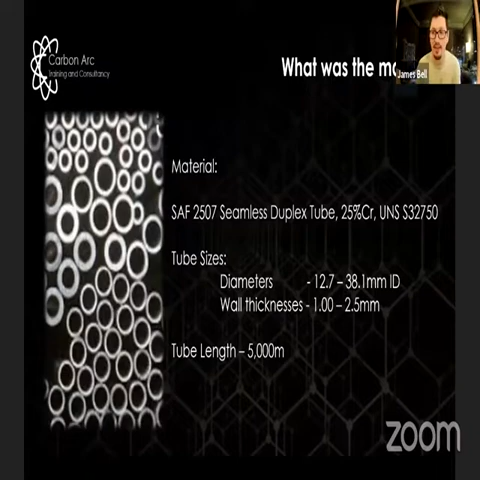 Carbon Arc
Training and Consultancy
What was the ma
James Bell
Material:
SAF 2507 Seamless Duplex Tube, 25%Cr, UNS S32750
Tube Sizes:
Diameters - 12.7 – 38.1mm ID
Wall thicknesses - 1.00 – 2.5mm
Tube Length – 5,000m
zoom